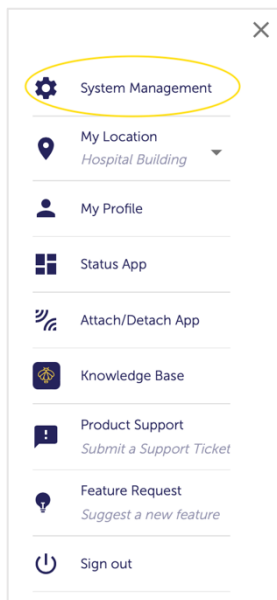 System Management
My Location
Hospital Building
My Profile
Status App
Attach/Detach App
Knowledge Base
Product Support
Submit a Support Ticket
Feature Request
Suggest a new feature
Sign out